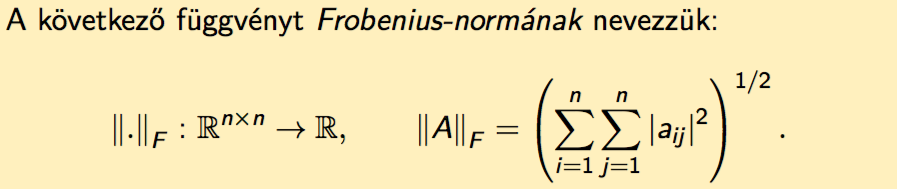 A következő függvényt Frobenius-normának nevezzük:
‖.‖_F : ℝ^{n×n} → ℝ, ‖A‖_F = ( ∑_{i=1}^{n} ∑_{j=1}^{n} |a_{ij}|^2 )^{1/2} .